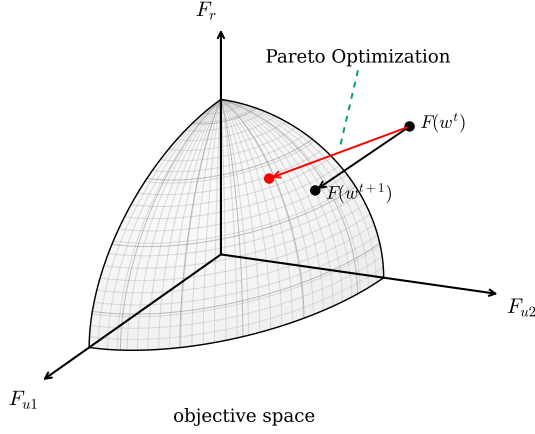 F_r
Pareto Optimization
F(w^t)
F(w^{t+1})
F_{u2}
F_{u1}
objective space